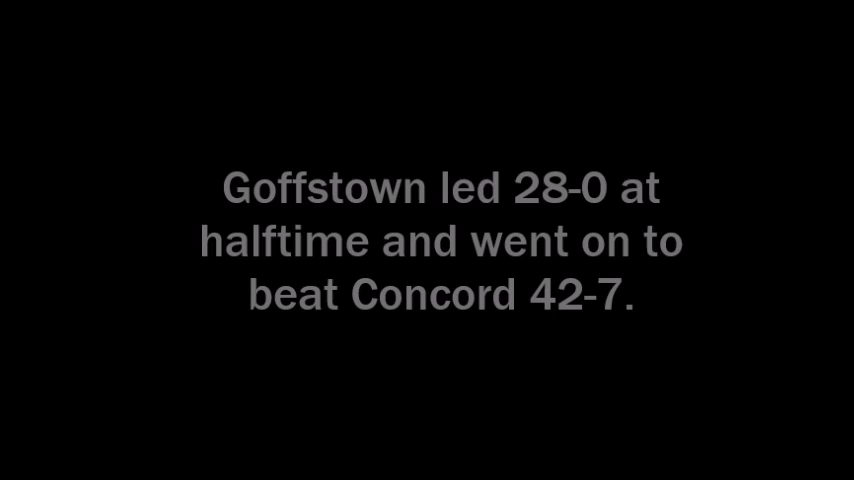 Goffstown led 28-0 at
halftime and went on to
beat Concord 42-7.